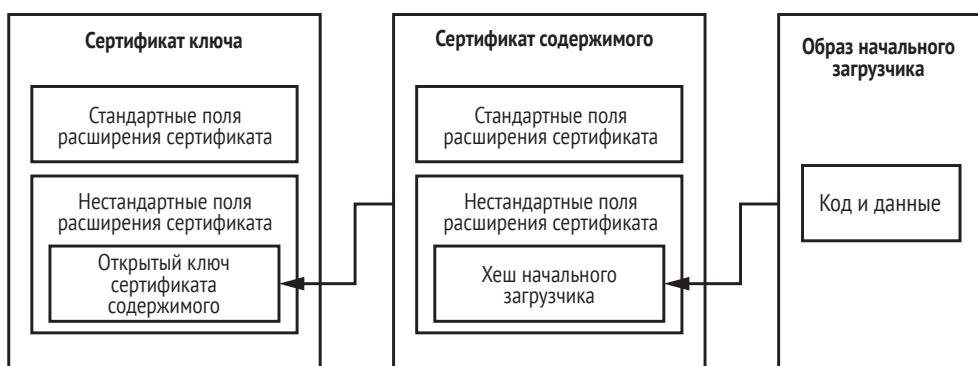 Сертификат ключа
Стандартные поля
расширения сертификата
Нестандартные поля
расширения сертификата
Открытый ключ
сертификата
содержимого
Сертификат содержимого
Стандартные поля
расширения сертификата
Нестандартные поля
расширения сертификата
Хеш начального
загрузчика
Образ начального
загрузчика
Код и данные